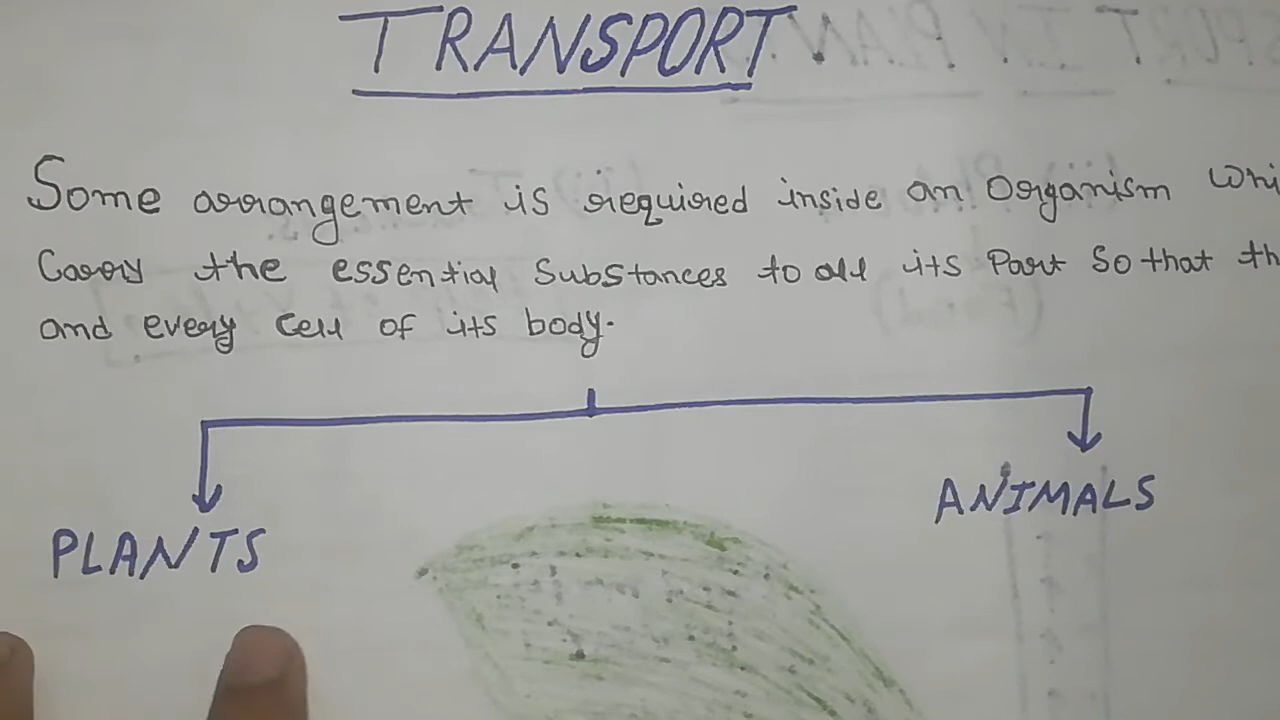 TRANSPORT
Some arrangement is required inside an Organism
Carry the essential Substances to all its Part So that
and every Cell of its body.
PLANTS
ANIMALS